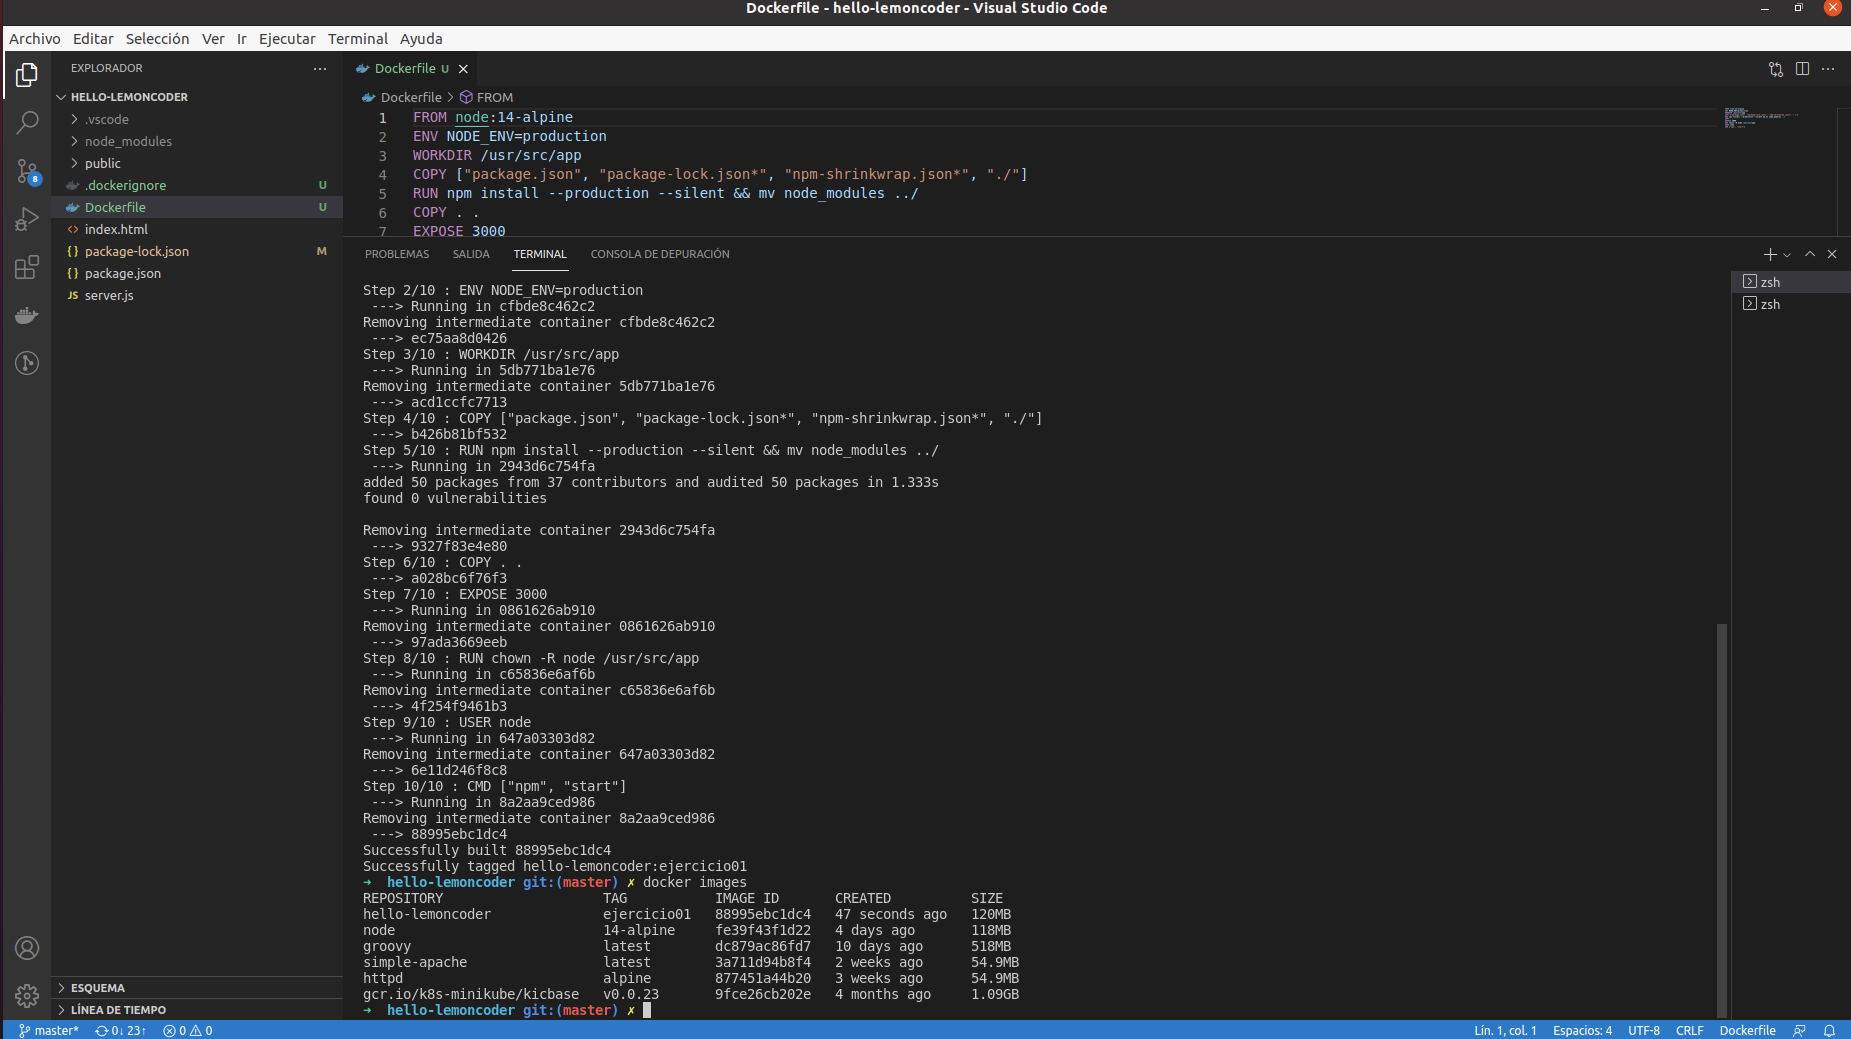 Dockerfile - hello-lemoncoder - Visual Studio Code
Archivo Editar Selección Ver Ir Ejecutar Terminal Ayuda
EXPLORADOR
HELLO-LEMONCODER
.vscode
node_modules
public
.dockerignore U
Dockerfile U
index.html
package-lock.json M
package.json
JS server.js
8
ESQUEMA
LÍNEA DE TIEMPO
Dockerfile U
Dockerfile > FROM
1 FROM node:14-alpine
2 ENV NODE_ENV=production
3 WORKDIR /usr/src/app
4 COPY ["package.json", "package-lock.json*", "npm-shrinkwrap.json*", "./"]
5 RUN npm install --production --silent && mv node_modules ../
6 COPY . .
7 EXPOSE 3000
PROBLEMAS SALIDA TERMINAL CONSOLA DE DEPURACIÓN
zsh
zsh
Step 2/10 : ENV NODE_ENV=production
---> Running in cfbde8c462c2
Removing intermediate container cfbde8c462c2
---> ec75aa8d0426
Step 3/10 : WORKDIR /usr/src/app
---> Running in 5db771ba1e76
Removing intermediate container 5db771ba1e76
---> acd1ccfc7713
Step 4/10 : COPY ["package.json", "package-lock.json*", "npm-shrinkwrap.json*", "./"]
---> b426b81bf532
Step 5/10 : RUN npm install --production --silent && mv node_modules ../
---> Running in 2943d6c754fa
added 50 packages from 37 contributors and audited 50 packages in 1.333s
found 0 vulnerabilities
Removing intermediate container 2943d6c754fa
---> 9327f83e4e80
Step 6/10 : COPY . .
---> a028bc6f76f3
Step 7/10 : EXPOSE 3000
---> Running in 0861626ab910
Removing intermediate container 0861626ab910
---> 97ada3669eeb
Step 8/10 : RUN chown -R node /usr/src/app
---> Running in c65836e6af6b
Removing intermediate container c65836e6af6b
---> 4f254f9461b3
Step 9/10 : USER node
---> Running in 647a03303d82
Removing intermediate container 647a03303d82
---> 6e11d246f8c8
Step 10/10 : CMD ["npm", "start"]
---> Running in 8a2aa9ced986
Removing intermediate container 8a2aa9ced986
---> 88995ebc1dc4
Successfully built 88995ebc1dc4
Successfully tagged hello-lemoncoder:ejercicio01
➜ hello-lemoncoder git:(master) ✗ docker images
REPOSITORY TAG IMAGE ID CREATED SIZE
hello-lemoncoder ejercicio01 88995ebc1dc4 47 seconds ago 120MB
node 14-alpine fe39f43f1d22 4 days ago 118MB
groovy latest dc879ac86fd7 10 days ago 518MB
simple-apache latest 3a711d94b8f4 2 weeks ago 54.9MB
httpd alpine 877451a44b20 3 weeks ago 54.9MB
gcr.io/k8s-minikube/kicbase v0.0.23 9fce26cb202e 4 months ago 1.09GB
➜ hello-lemoncoder git:(master) ✗
master* 0↓ 23↑ 0 0 Lín. 1, col. 1 Espacios: 4 UTF-8 CRLF Dockerfile